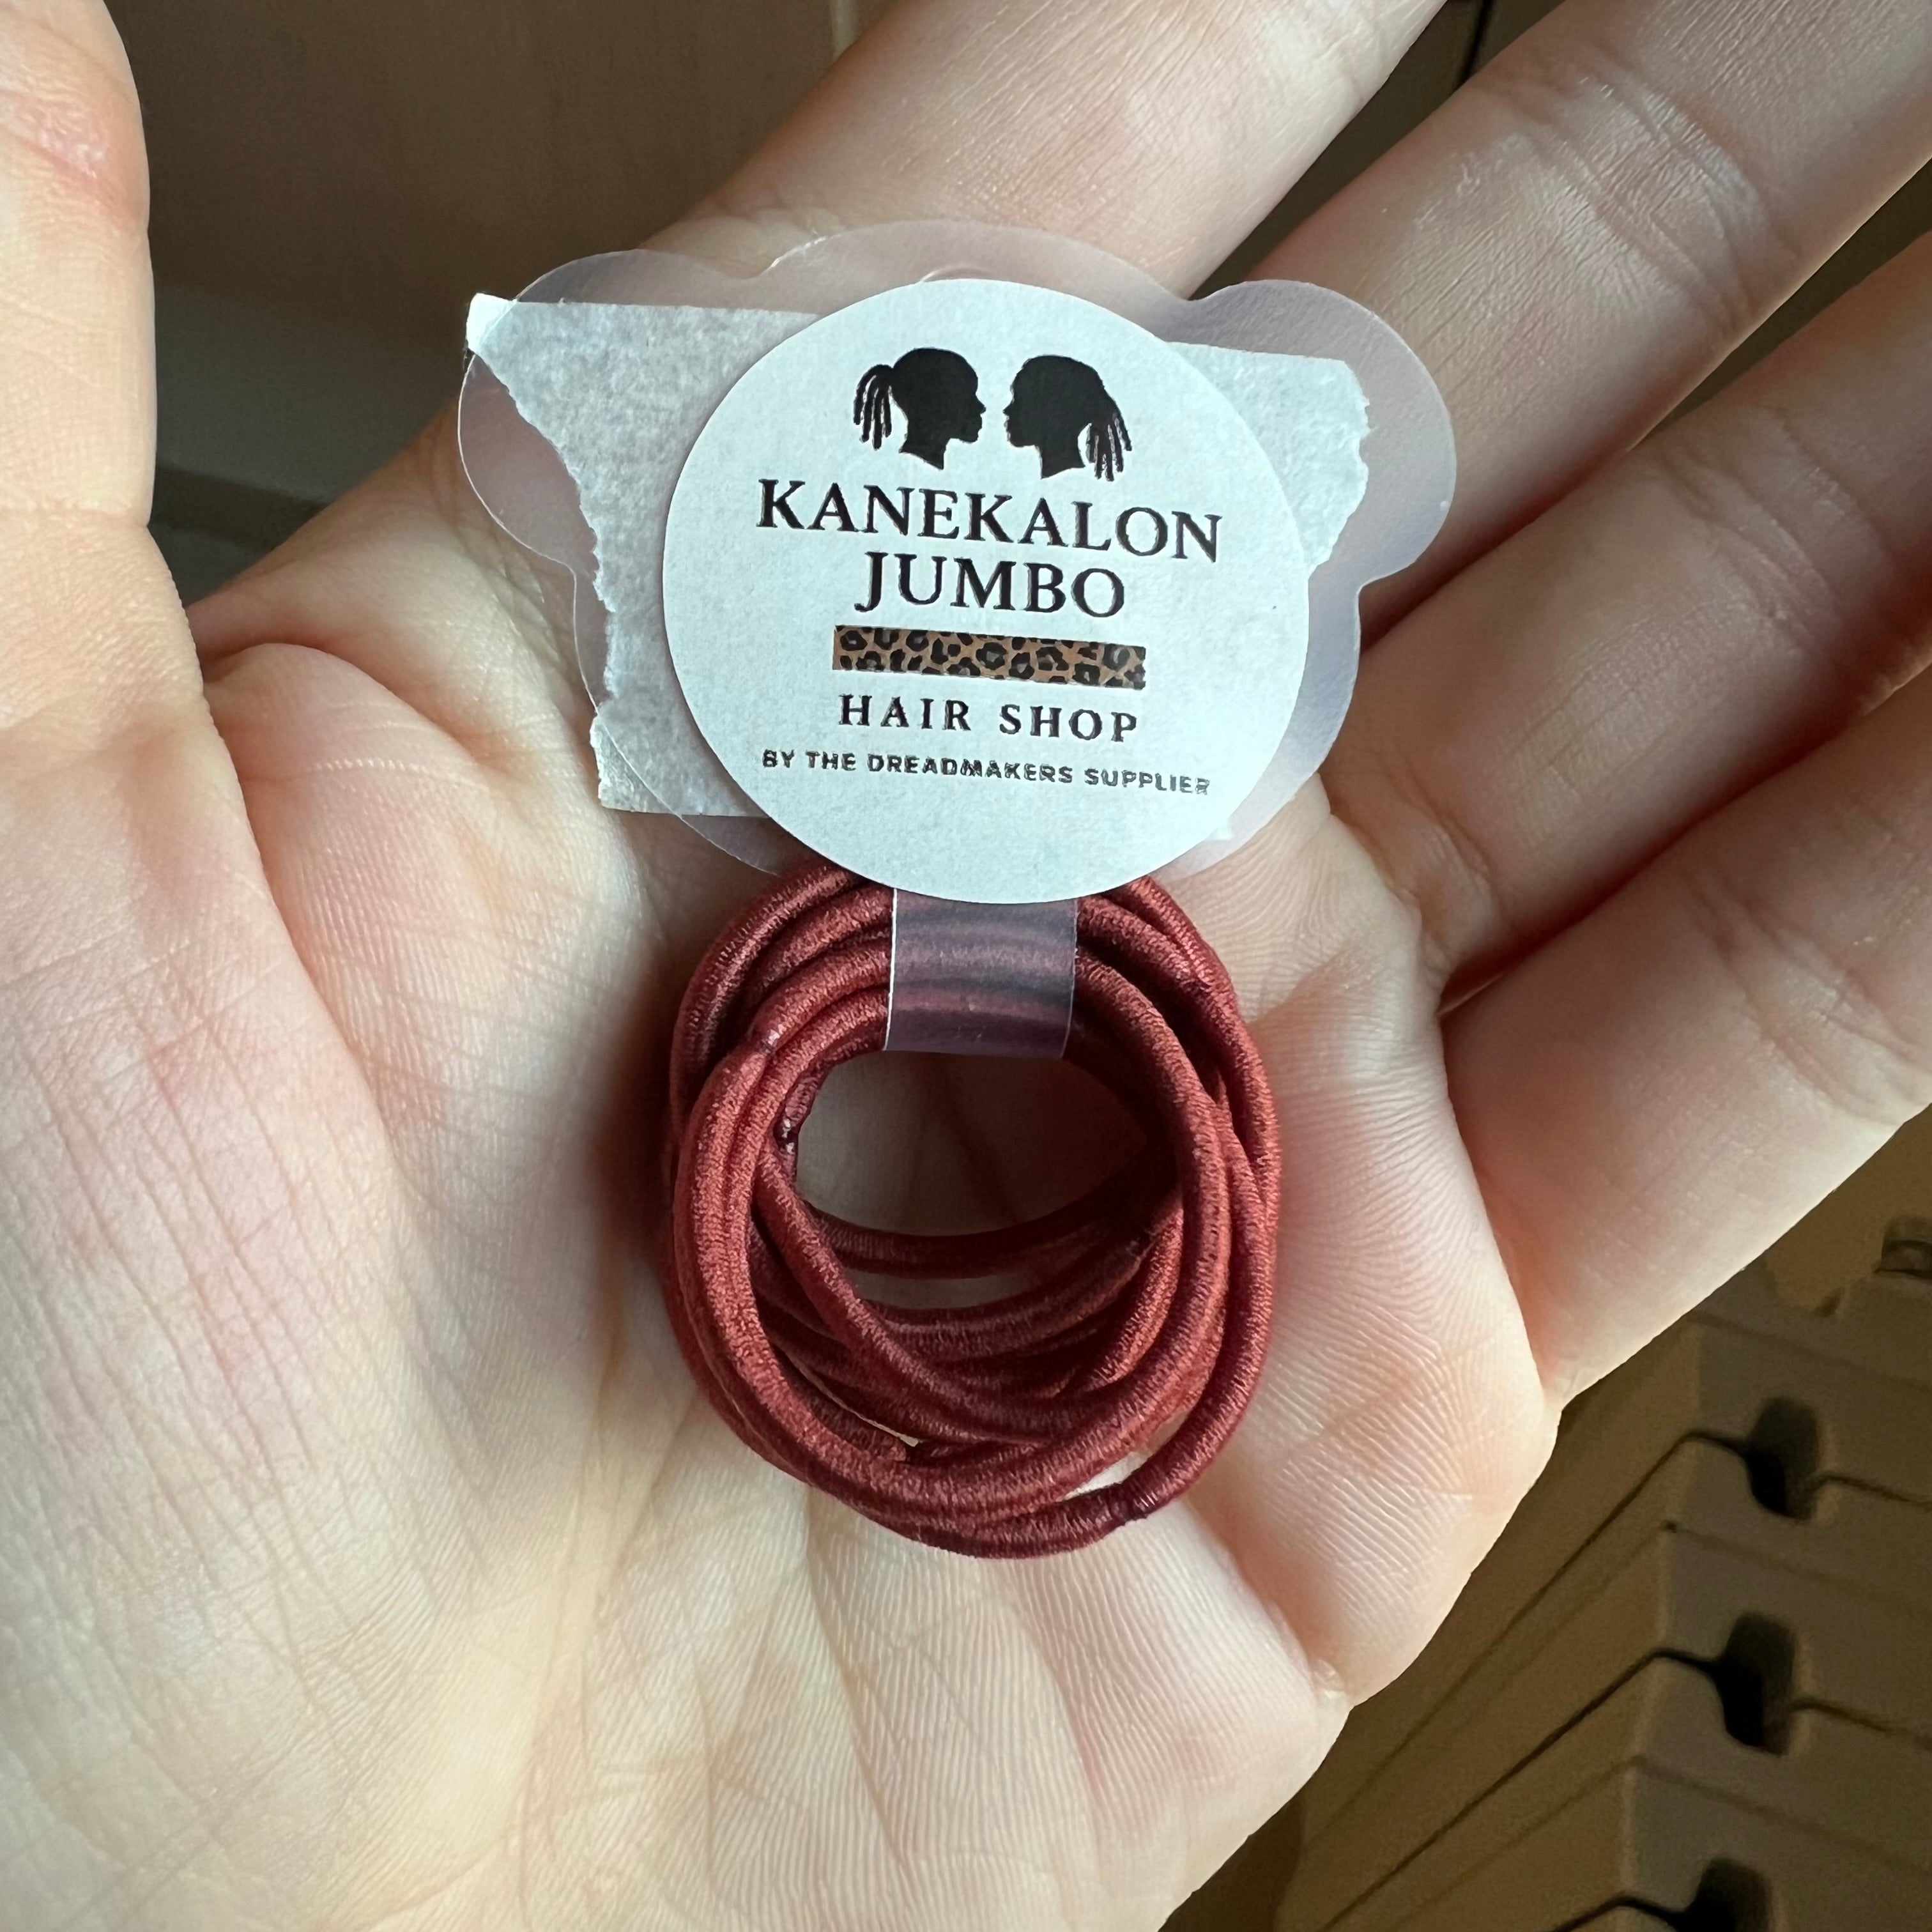 KANEKALON
JUMBO
HAIR SHOP
BY THE DREADMAKERS SUPPLIER